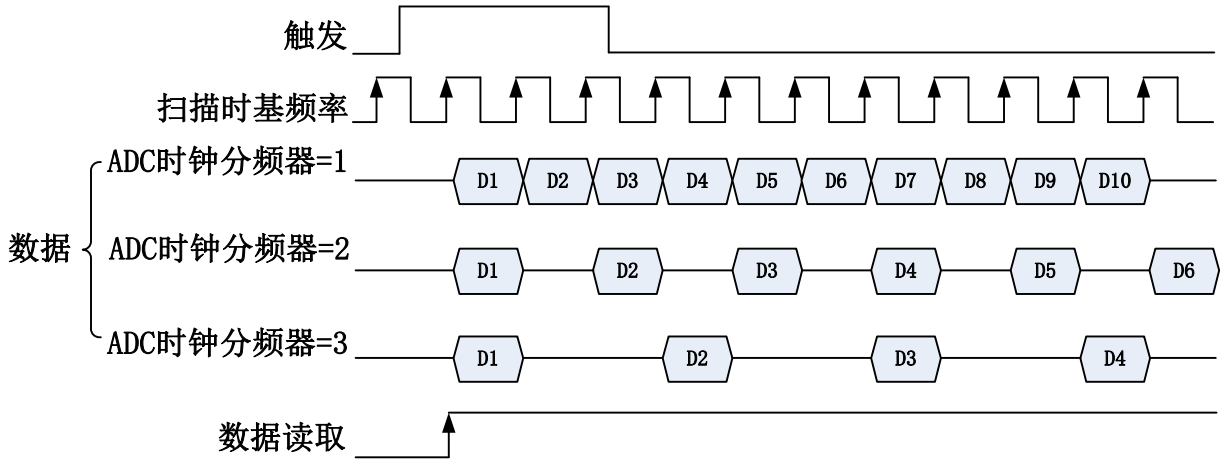 触发
扫描时基频率
ADC时钟分频器=1
D1 D2 D3 D4 D5 D6 D7 D8 D9 D10
数据
ADC时钟分频器=2
D1 D2 D3 D4 D5 D6
ADC时钟分频器=3
D1 D2 D3 D4
数据读取